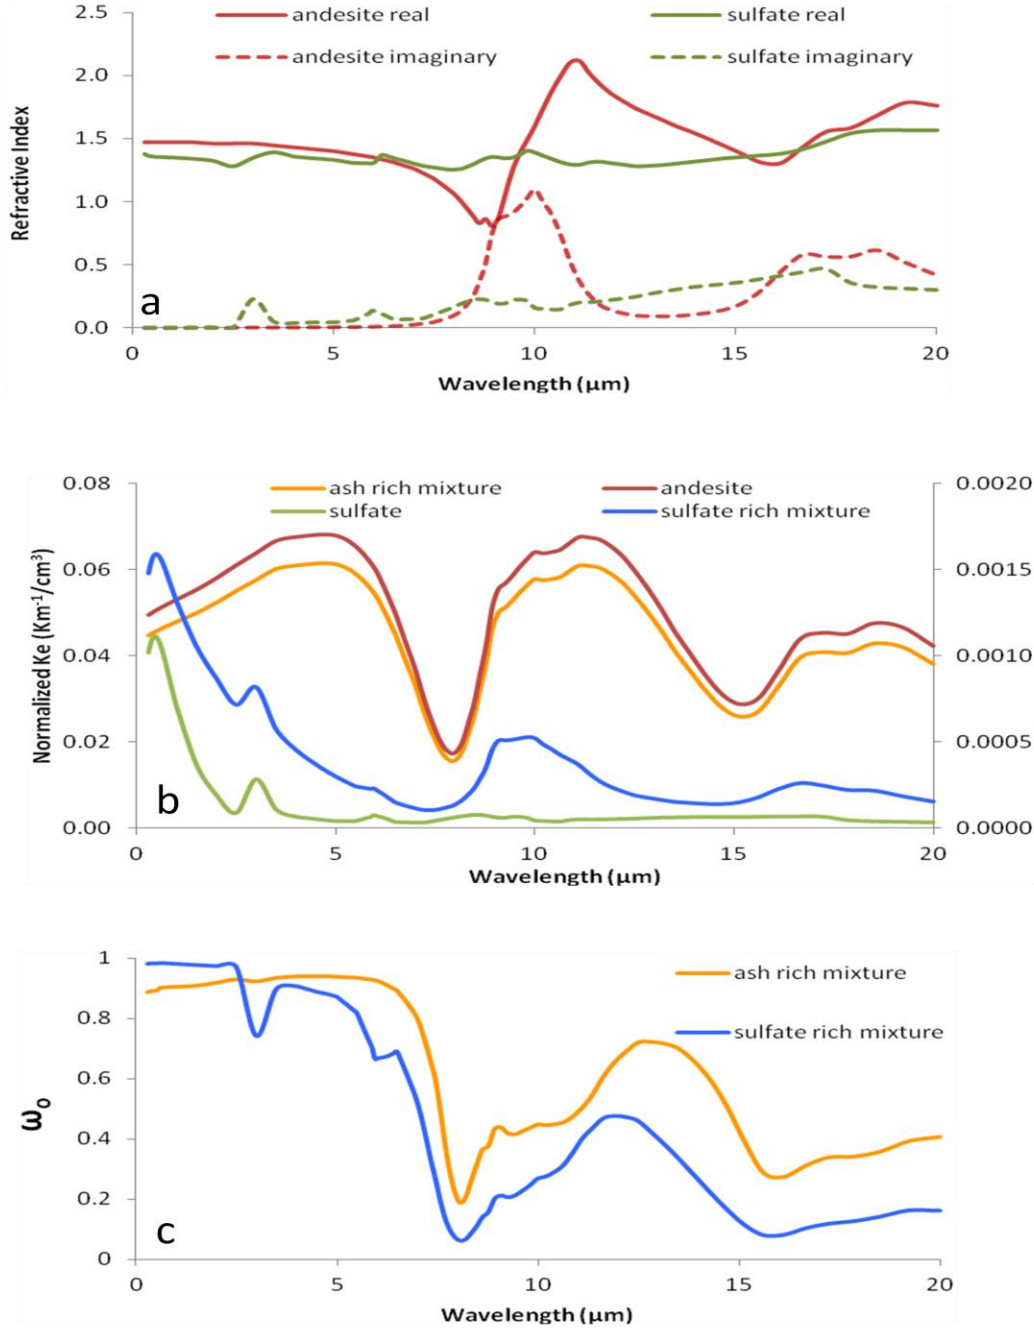 andesite real
sulfate real
andesite imaginary
sulfate imaginary
2.5
2.0
1.5
1.0
0.5
0.0
Refractive Index
a
0 5 10 15 20
Wavelength (µm)
ash rich mixture
andesite
sulfate
sulfate rich mixture
0.08
0.06
0.04
0.02
0.00
Normalized Ke (Km⁻¹/cm³)
0.0020
0.0015
0.0010
0.0005
0.0000
b
0 5 10 15 20
Wavelength (µm)
ash rich mixture
sulfate rich mixture
1
0.8
0.6
0.4
0.2
0
ω₀
c
0 5 10 15 20
Wavelength (µm)